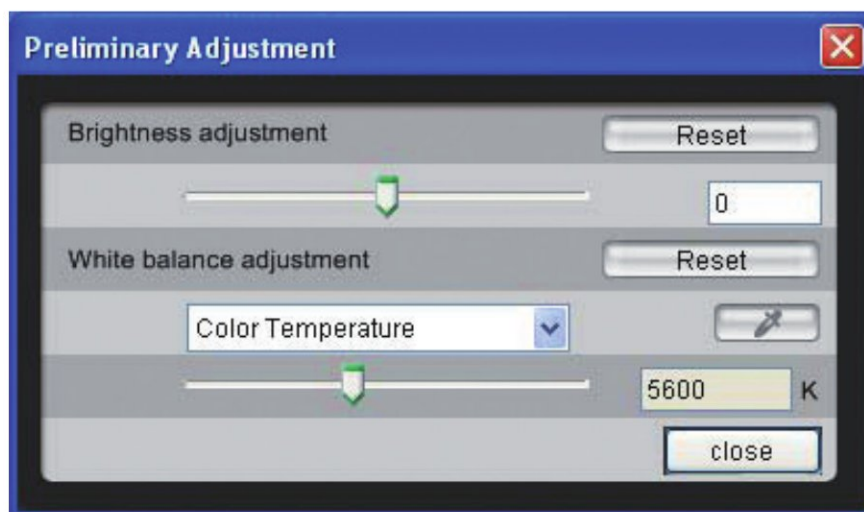 Preliminary Adjustment
Brightness adjustment Reset
0
White balance adjustment Reset
Color Temperature
5600 K
close